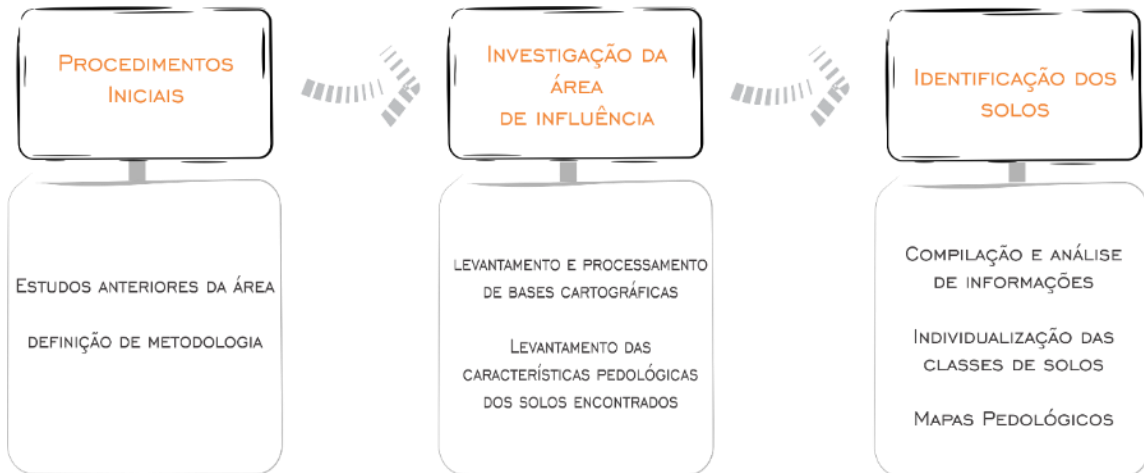 PROCEDIMENTOS
INICIAIS
ESTUDOS ANTERIORES DA ÁREA
DEFINIÇÃO DE METODOLOGIA
INVESTIGAÇÃO DA
ÁREA
DE INFLUÊNCIA
LEVANTAMENTO E PROCESSAMENTO
DE BASES CARTOGRÁFICAS
LEVANTAMENTO DAS
CARACTERÍSTICAS PEDOLÓGICAS
DOS SOLOS ENCONTRADOS
IDENTIFICAÇÃO DOS
SOLOS
COMPILAÇÃO E ANÁLISE
DE INFORMAÇÕES
INDIVIDUALIZAÇÃO DAS
CLASSES DE SOLOS
MAPAS PEDOLÓGICOS